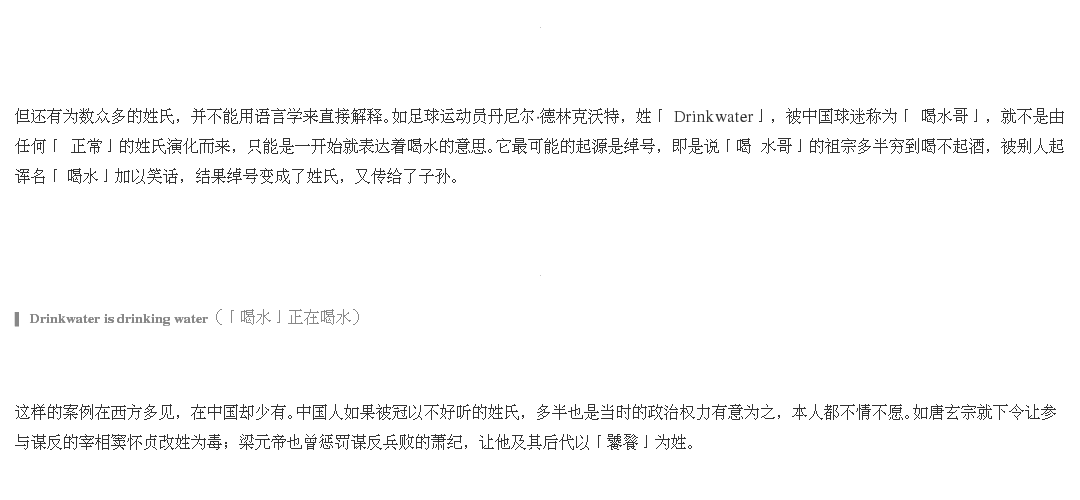 但还有为数众多的姓氏，并不能用语言学来直接解释。如足球运动员丹尼尔·德林克沃特，姓「 Drinkwater」，被中国球迷称为「 喝水哥」，就不是由
任何「 正常」的姓氏演化而来，只能是一开始就表达着喝水的意思。它最可能的起源是绰号，即是说「喝 水哥」的祖宗多半穷到喝不起酒，被别人起
诨名「 喝水」加以笑话，结果绰号变成了姓氏，又传给了子孙。
Drinkwater is drinking water（「喝水」正在喝水）
这样的案例在西方多见，在中国却少有。中国人如果被冠以不好听的姓氏，多半也是当时的政治权力有意为之，本人都不情不愿。如唐玄宗就下令让参
与谋反的宰相窦怀贞改姓为毒；梁元帝也曾惩罚谋反兵败的萧纪，让他及其后代以「饕餮」为姓。